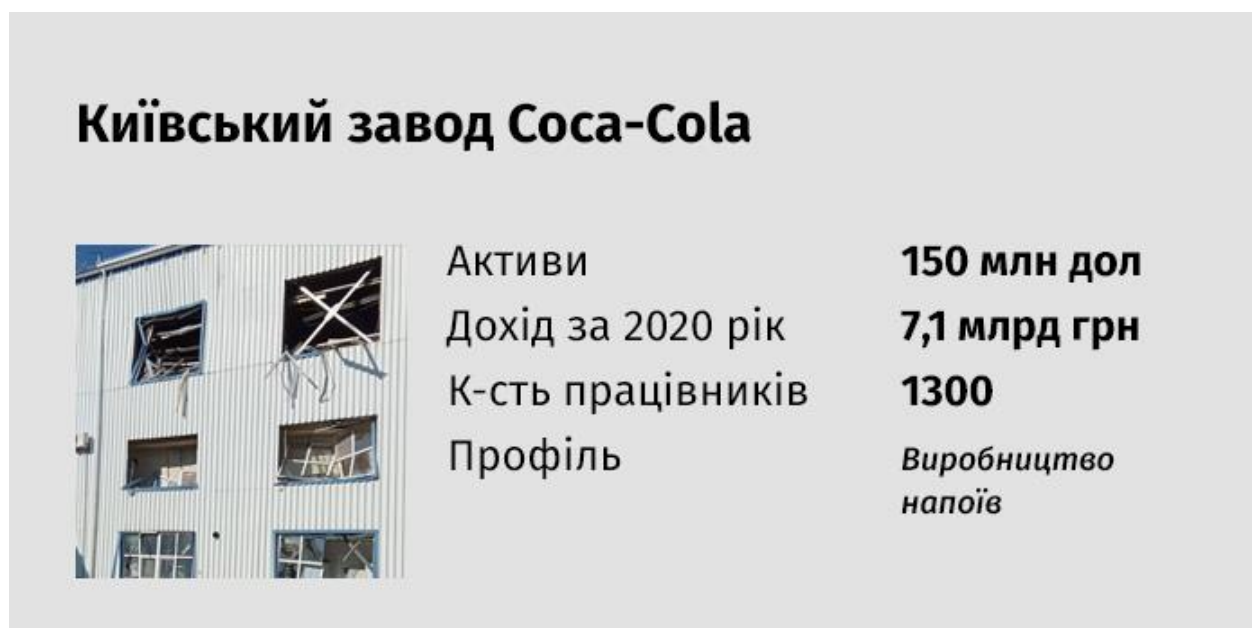 Київський завод Coca-Cola
Активи 150 млн дол
Дохід за 2020 рік 7,1 млрд грн
К-сть працівників 1300
Профіль Виробництво
напоїв